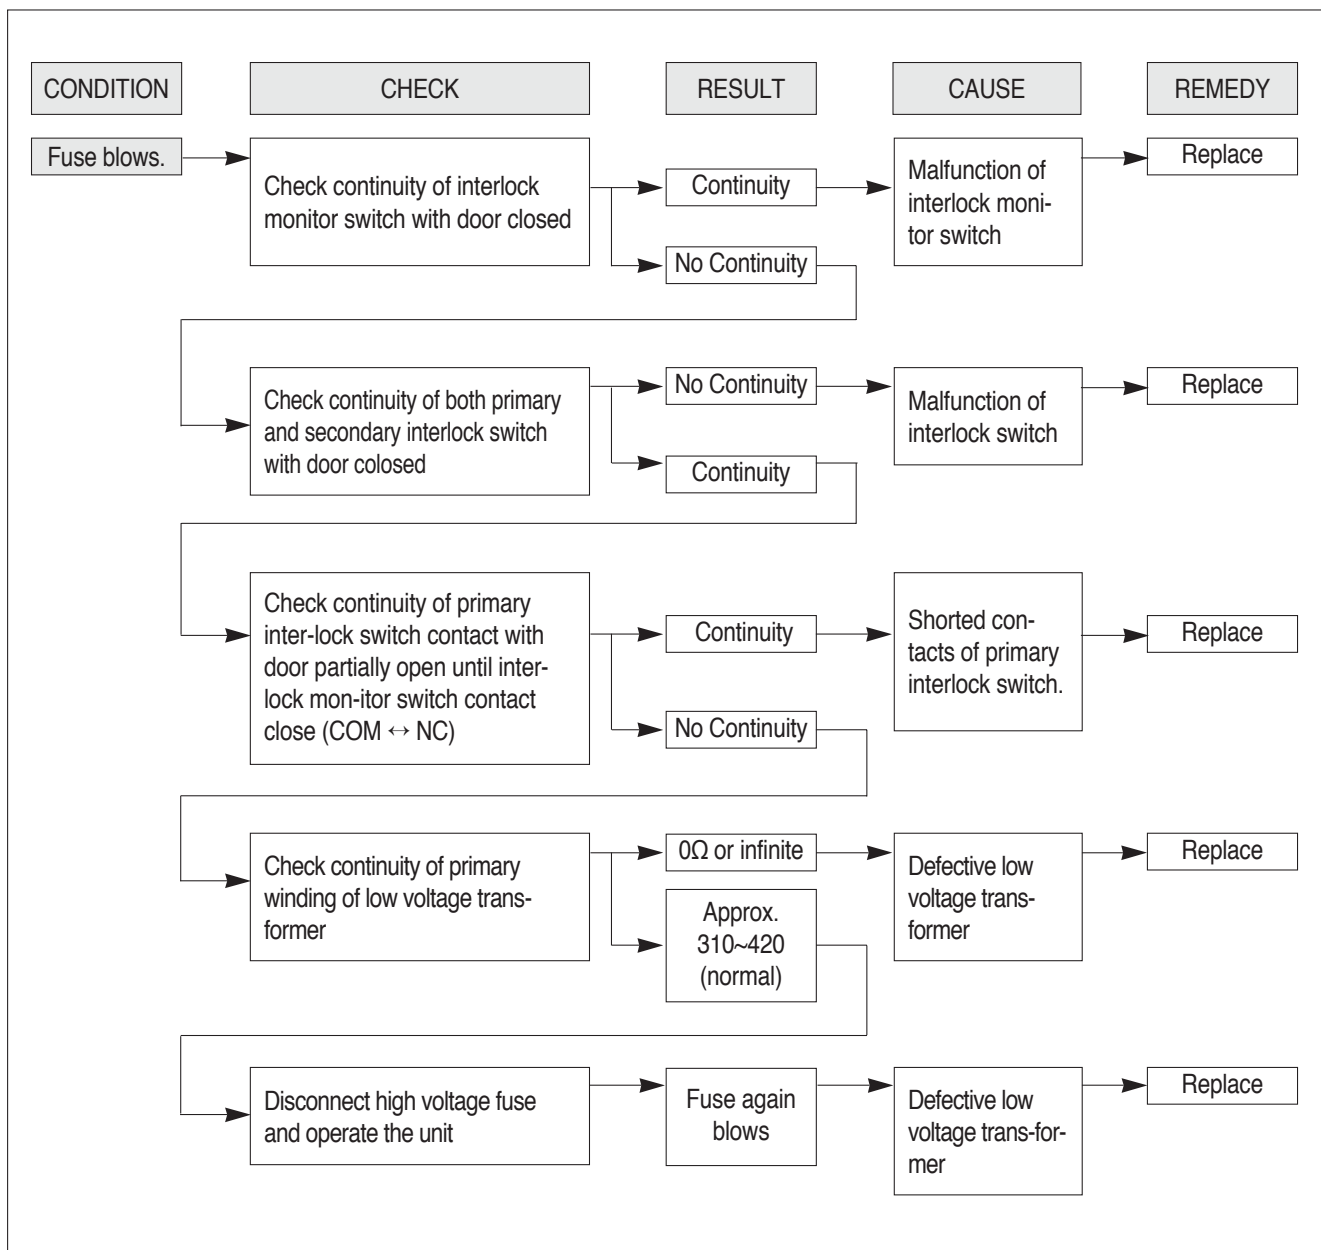 CONDITION
CHECK
RESULT
CAUSE
REMEDY
Fuse blows.
Check continuity of interlock
monitor switch with door closed
Continuity
No Continuity
Malfunction of
interlock moni-
tor switch
Replace
Check continuity of both primary
and secondary interlock switch
with door colosed
No Continuity
Continuity
Malfunction of
interlock switch
Replace
Check continuity of primary
inter-lock switch contact with
door partially open until inter-
lock mon-itor switch contact
close (COM ↔ NC)
Continuity
No Continuity
Shorted con-
tacts of primary
interlock switch.
Replace
Check continuity of primary
winding of low voltage trans-
former
0Ω or infinite
Approx.
310~420
(normal)
Defective low
voltage trans-
former
Replace
Disconnect high voltage fuse
and operate the unit
Fuse again
blows
Defective low
voltage trans-for-
mer
Replace